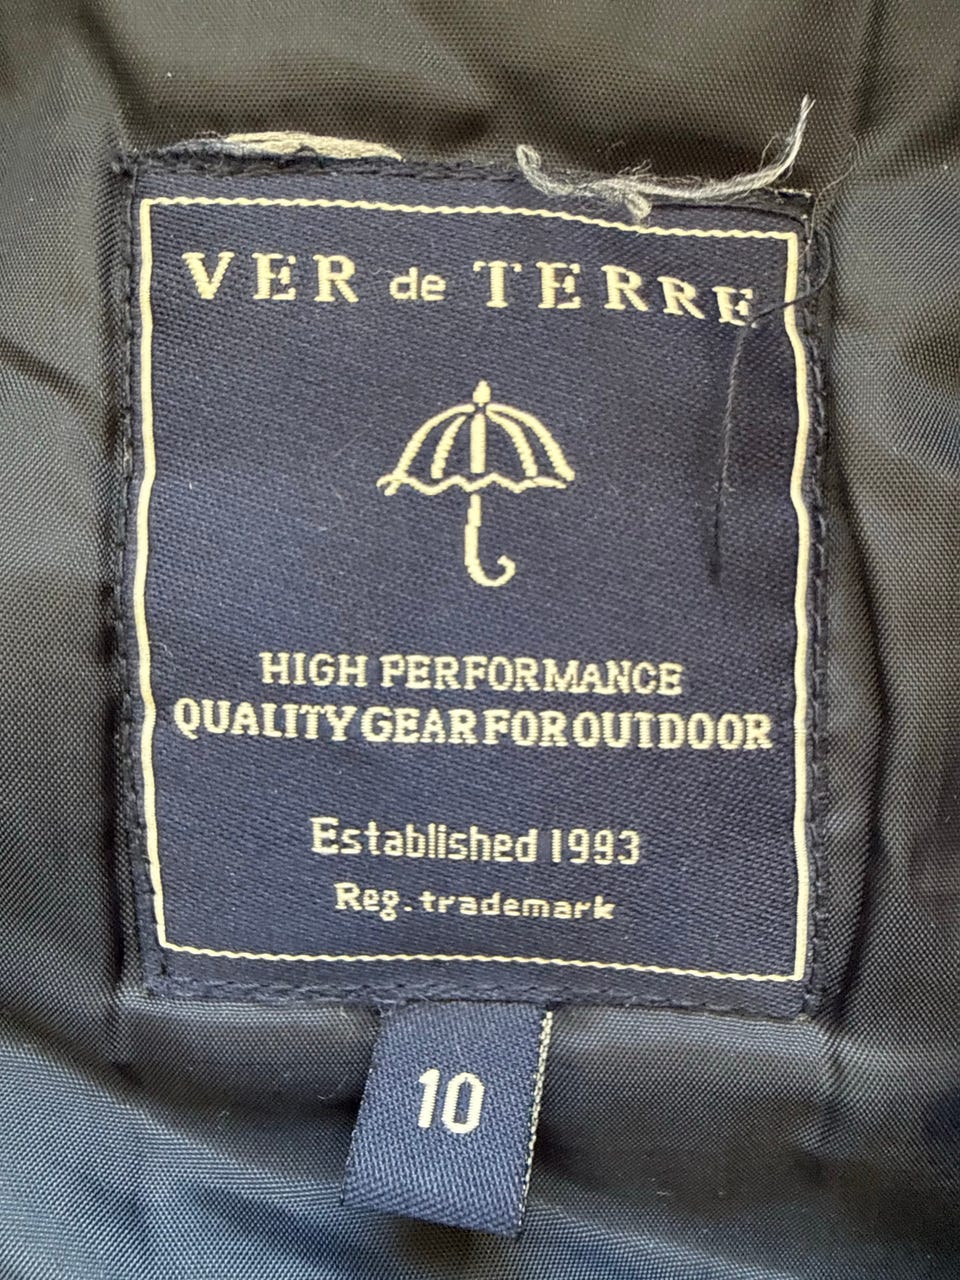 VER de TERRE
HIGH PERFORMANCE
QUALITY GEAR FOR OUTDOOR
Established 1993
Reg. trademark
10